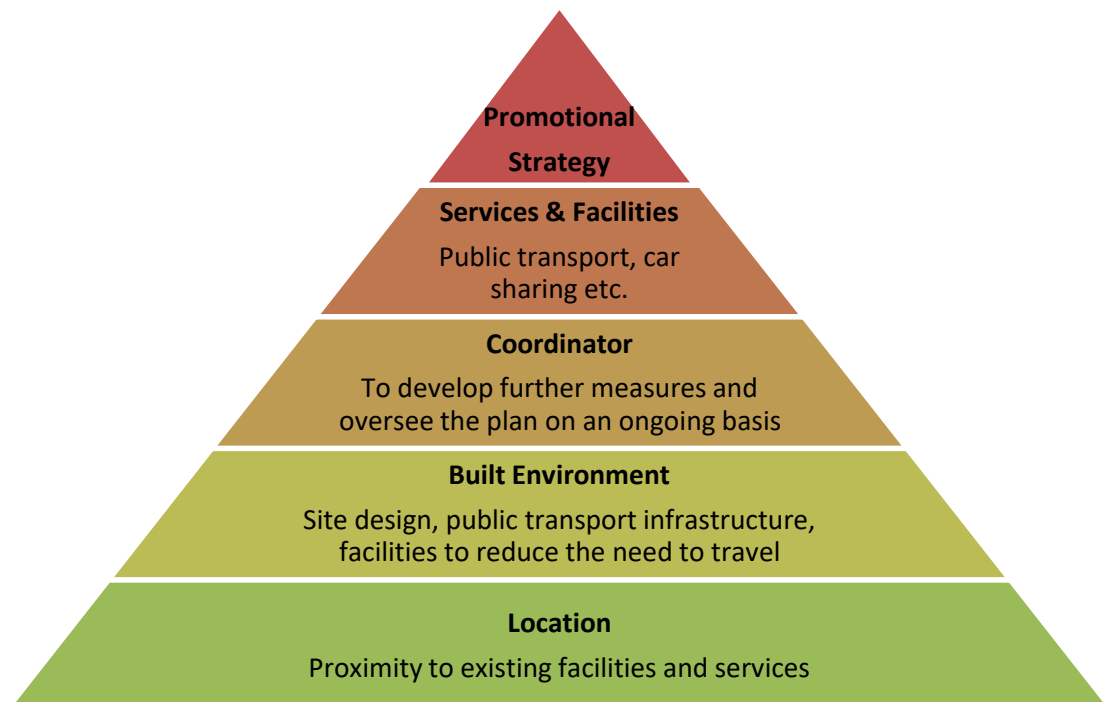 Promotional
Strategy
Services & Facilities
Public transport, car
sharing etc.
Coordinator
To develop further measures and
oversee the plan on an ongoing basis
Built Environment
Site design, public transport infrastructure,
facilities to reduce the need to travel
Location
Proximity to existing facilities and services